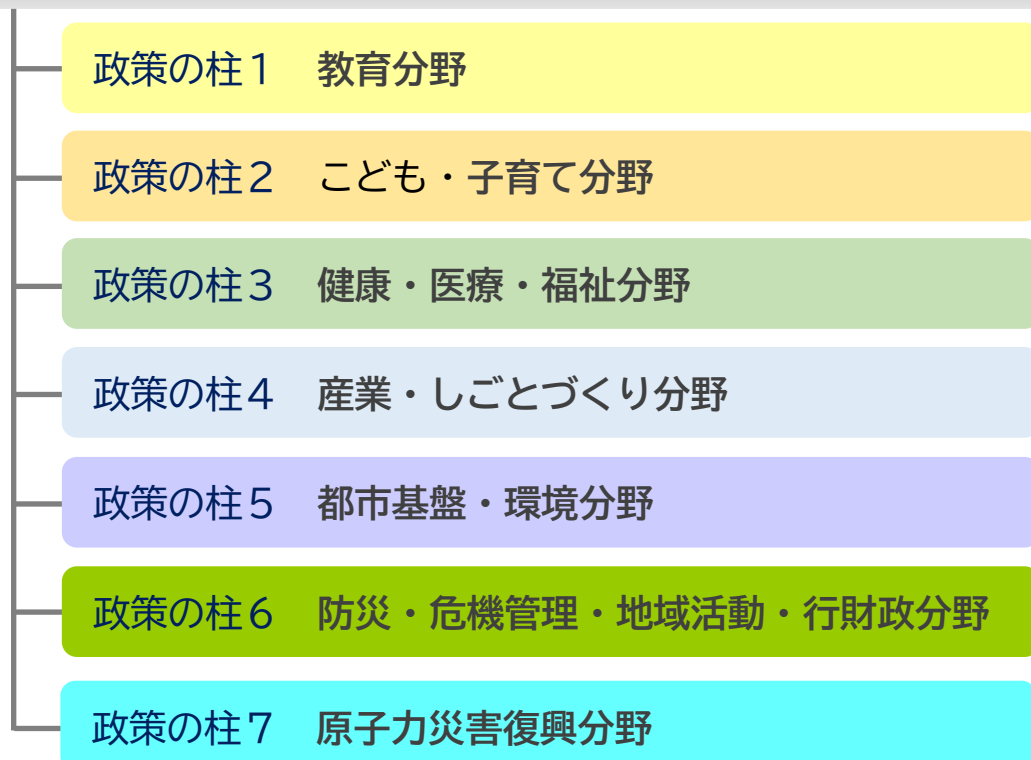 政策の柱１　教育分野
政策の柱２　こども・子育て分野
政策の柱３　健康・医療・福祉分野
政策の柱４　産業・しごとづくり分野
政策の柱５　都市基盤・環境分野
政策の柱６　防災・危機管理・地域活動・行財政分野
政策の柱７　原子力災害復興分野